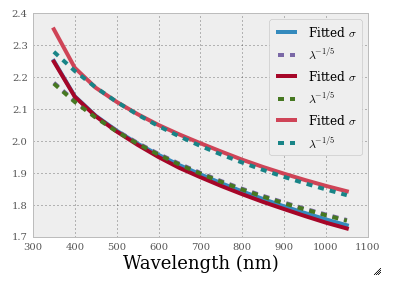 2.4
2.3
2.2
2.1
2.0
1.9
1.8
1.7
300 400 500 600 700 800 900 1000 1100
Wavelength (nm)
Fitted σ
λ^{-1/5}
Fitted σ
λ^{-1/5}
Fitted σ
λ^{-1/5}